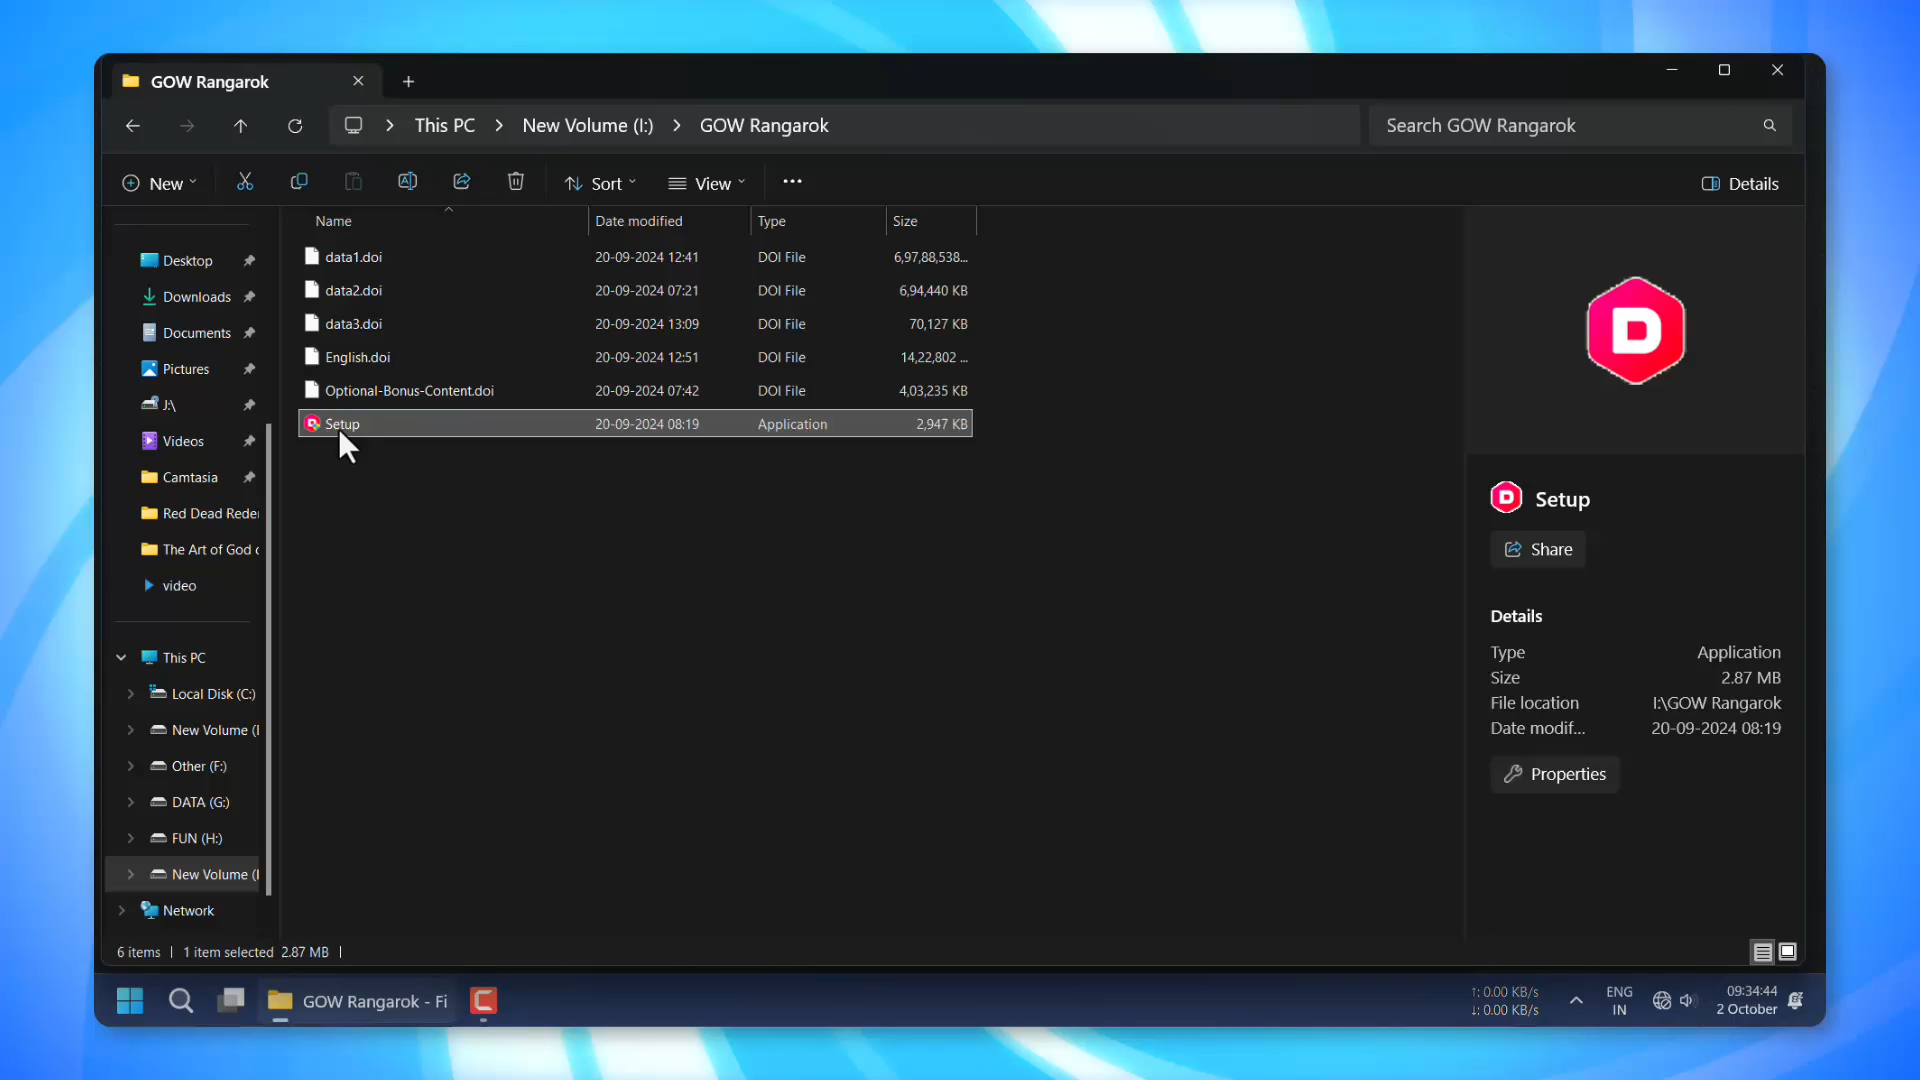 GOW Rangarok
This PC
New Volume (I:)
GOW Rangarok
Search GOW Rangarok
New
Sort
View
Details
Name
Date modified
Type
Size
data1.doi
20-09-2024 12:41
DOI File
6,97,88,538...
data2.doi
20-09-2024 07:21
DOI File
6,94,440 KB
data3.doi
20-09-2024 13:09
DOI File
70,127 KB
English.doi
20-09-2024 12:51
DOI File
14,22,802 ...
Optional-Bonus-Content.doi
20-09-2024 07:42
DOI File
4,03,235 KB
Setup
20-09-2024 08:19
Application
2,947 KB
Desktop
Downloads
Documents
Pictures
J:\
Videos
Camtasia
Red Dead Reder
The Art of God o
video
This PC
Local Disk (C:)
New Volume (
Other (F:)
DATA (G:)
FUN (H:)
New Volume (
Network
D
D Setup
Share
Details
Type
Application
Size
2.87 MB
File location
I:\GOW Rangarok
Date modif...
20-09-2024 08:19
Properties
6 items
1 item selected
2.87 MB
GOW Rangarok - Fi
↑: 0.00 KB/s
↓: 0.00 KB/s
ENG
IN
09:34:44
2 October